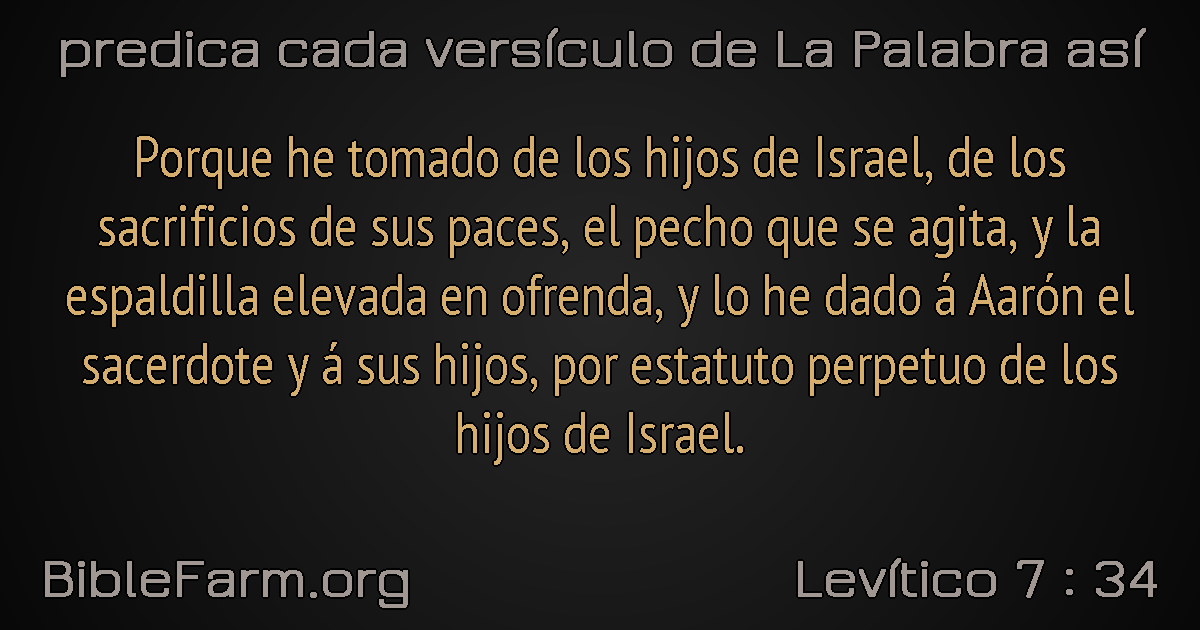 predica cada versículo de La Palabra así
Porque he tomado de los hijos de Israel, de los
sacrificios de sus paces, el pecho que se agita, y la
espaldilla elevada en ofrenda, y lo he dado á Aarón el
sacerdote y á sus hijos, por estatuto perpetuo de los
hijos de Israel.
BibleFarm.org
Levítico 7 : 34